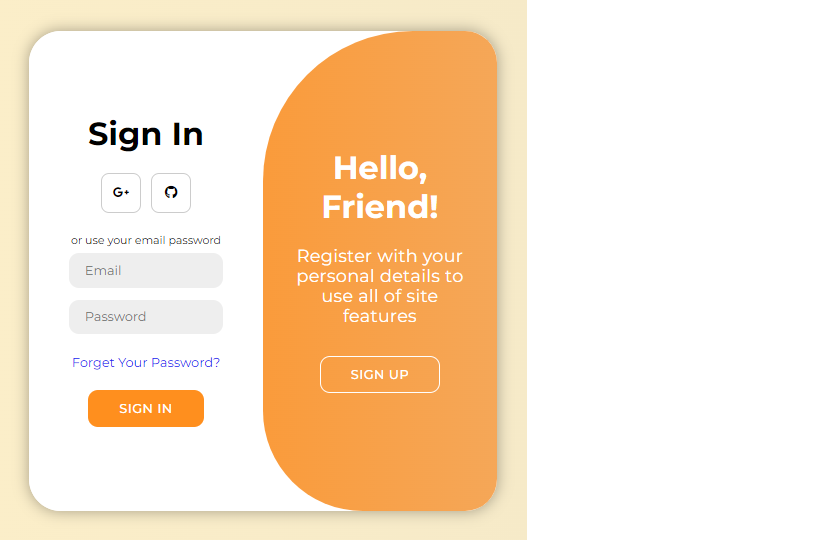 Sign In
G+
or use your email password
Email
Password
Forget Your Password?
SIGN IN
Hello,
Friend!
Register with your
personal details to
use all of site
features
SIGN UP